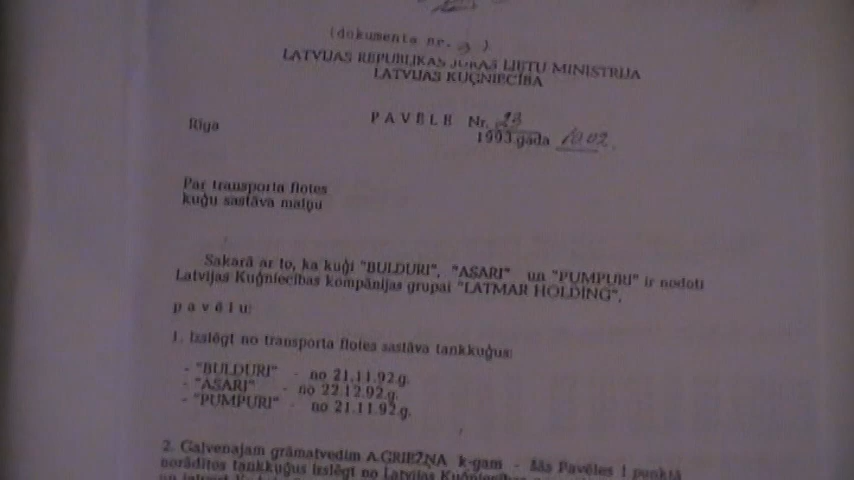 (dokuments nr. 3 )
LATVIJAS REPUBLIKAS JŪRAS LIETU MINISTRIJA
LATVIJAS KUĢNIECĪBA
Rīga
PAVĒLE Nr. 23
1993.gada 10.02.
Par transporta flotes
kuģu sastāva maiņu
Sakarā ar to, ka kuģi "BULDURI", "ASARI" un "PUMPURI" ir nodoti
Latvijas Kuģniecības kompānijas grupai "LATMAR HOLDING",
pavēlu:
1. Izslēgt no transporta flotes sastāva tankkuģus:
- "BULDURI" - no 21.11.92.g.
- "ASARI" - no 22.12.92.g.
- "PUMPURI" - no 21.11.92.g.
2. Galvenajam grāmatvedim A.GRIEZŅA k-gam - šās Pavēles 1.punktā
norādītos tankkuģus izslēgt no Latvijas